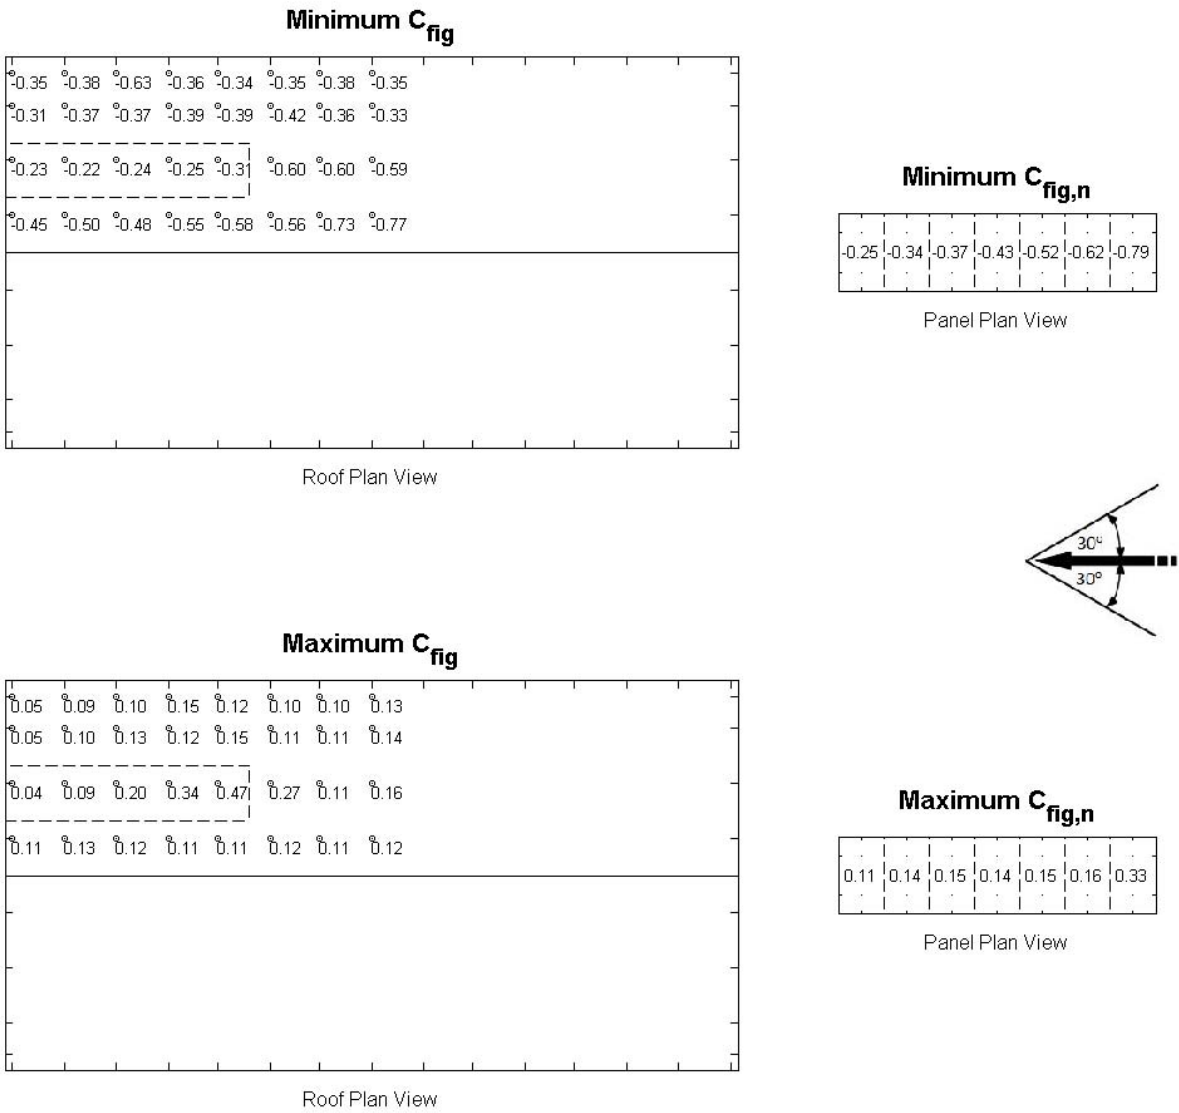 Minimum Cfig
-0.35 -0.38 -0.63 -0.36 -0.34 -0.35 -0.38 -0.35
-0.31 -0.37 -0.37 -0.39 -0.39 -0.42 -0.36 -0.33
-0.23 -0.22 -0.24 -0.25 -0.31 -0.60 -0.60 -0.59
-0.45 -0.50 -0.48 -0.55 -0.58 -0.56 -0.73 -0.77
Roof Plan View
Minimum Cfig,n
-0.25 -0.34 -0.37 -0.43 -0.52 -0.62 -0.79
Panel Plan View
30º
30º
Maximum Cfig
0.05 0.09 0.10 0.15 0.12 0.10 0.10 0.13
0.05 0.10 0.13 0.12 0.15 0.11 0.11 0.14
0.04 0.09 0.20 0.34 0.47 0.27 0.11 0.16
0.11 0.13 0.12 0.11 0.11 0.12 0.11 0.12
Roof Plan View
Maximum Cfig,n
0.11 0.14 0.15 0.14 0.15 0.16 0.33
Panel Plan View